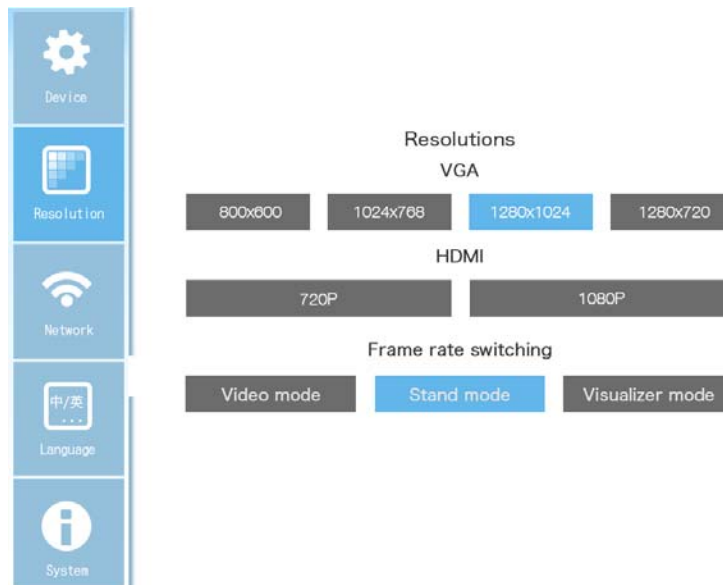 Device
Resolution
Network
中/英
...
Language
System
Resolutions
VGA
800x600 1024x768 1280x1024 1280x720
HDMI
720P 1080P
Frame rate switching
Video mode Stand mode Visualizer mode